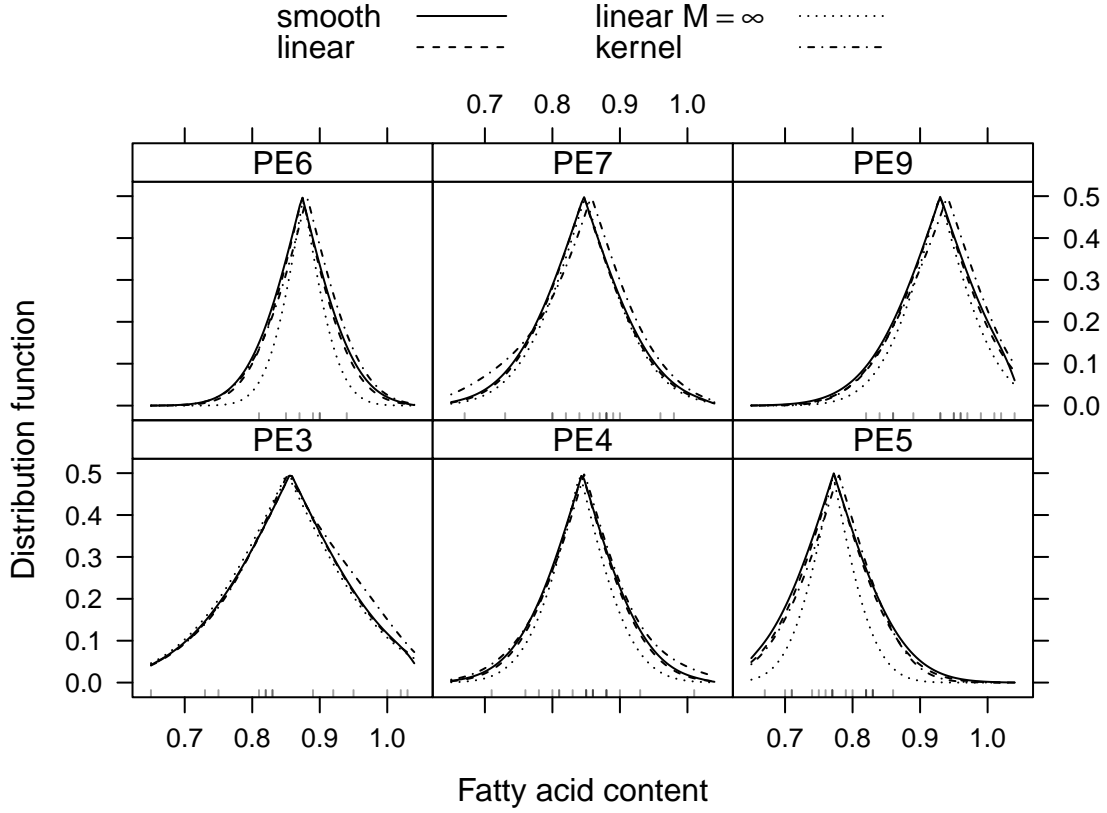 smooth linear M = ∞
linear kernel
0.7 0.8 0.9 1.0
PE6 PE7 PE9
0.5
0.4
0.3
0.2
0.1
0.0
PE3 PE4 PE5
0.5
0.4
0.3
0.2
0.1
0.0
0.7 0.8 0.9 1.0 0.7 0.8 0.9 1.0
Distribution function
Fatty acid content